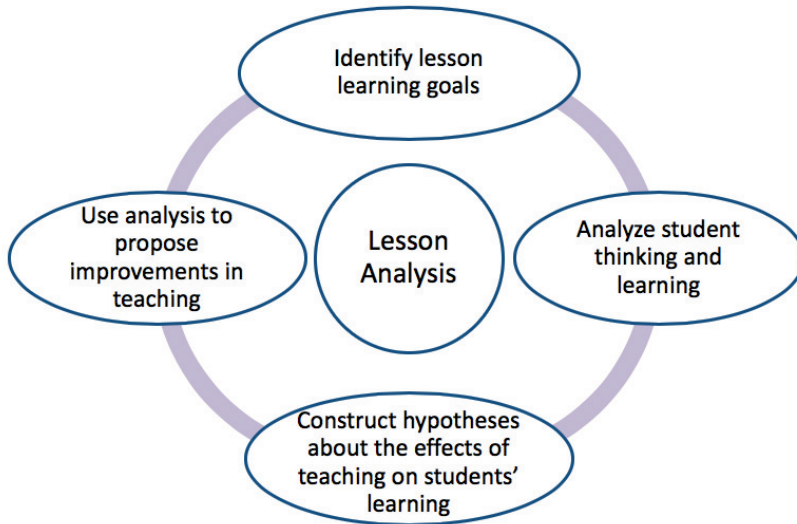 Identify lesson
learning goals
Use analysis to
propose
improvements in
teaching
Lesson
Analysis
Analyze student
thinking and
learning
Construct hypotheses
about the effects of
teaching on students’
learning